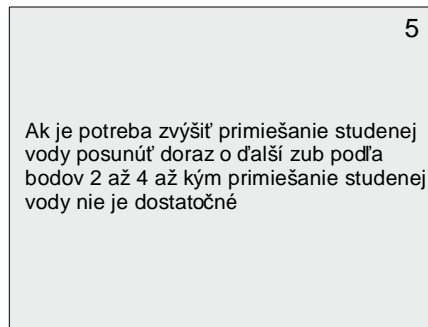 5
Ak je potreba zvýšiť primiešanie studenej
vody posunúť doraz o ďalší zub podľa
bodov 2 až 4 až kým primiešanie studenej
vody nie je dostatočné